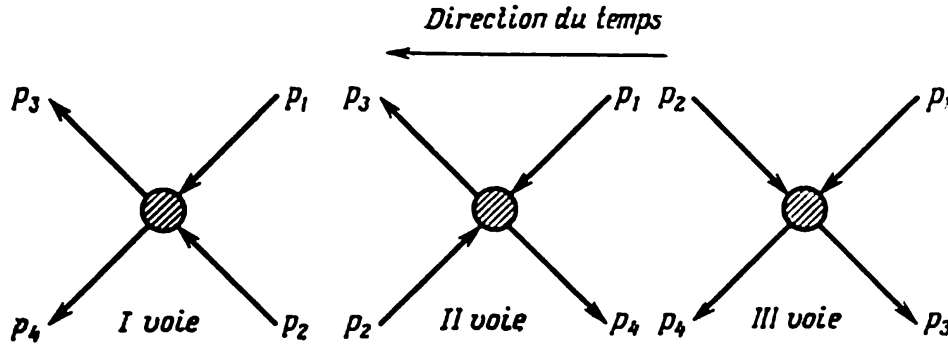 Direction du temps
p₃ p₁ p₃ p₁ p₂ p₁
p₄ I voie p₂ p₂ II voie p₄ p₄ III voie p₃